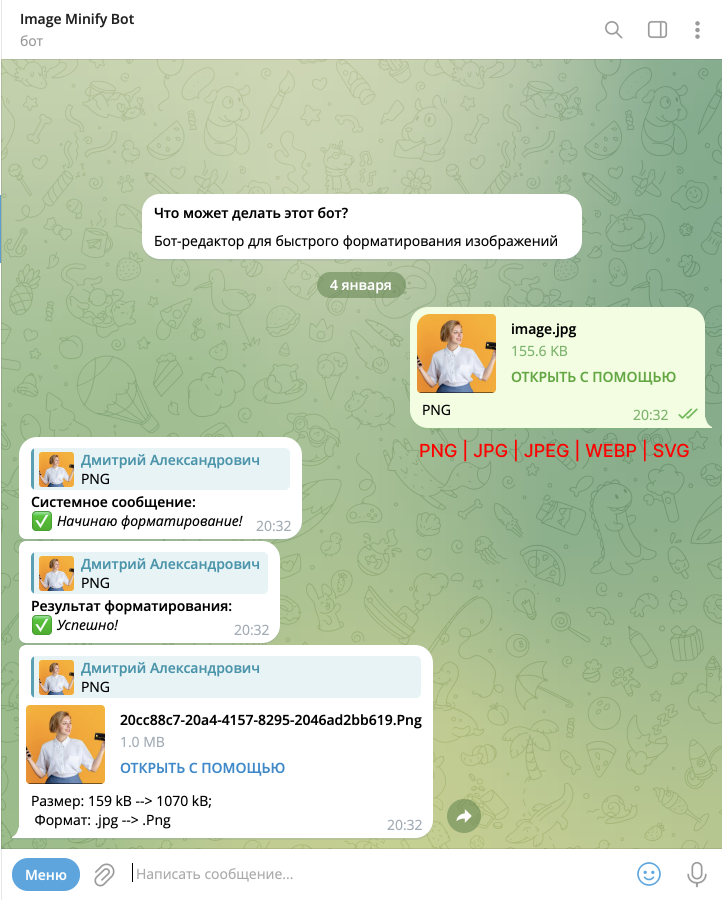 Image Minify Bot
бот
Что может делать этот бот?
Бот-редактор для быстрого форматирования изображений
4 января
image.jpg
155.6 KB
ОТКРЫТЬ С ПОМОЩЬЮ
PNG
20:32
PNG | JPG | JPEG | WEBP | SVG
Дмитрий Александрович
PNG
Системное сообщение:
✅ Начинаю форматирование!
20:32
Дмитрий Александрович
PNG
Результат форматирования:
✅ Успешно!
20:32
Дмитрий Александрович
PNG
20cc88c7-20a4-4157-8295-2046ad2bb619.Png
1.0 MB
ОТКРЫТЬ С ПОМОЩЬЮ
Размер: 159 kB --> 1070 kB;
Формат: .jpg --> .Png
20:32
Меню
Написать сообщение...